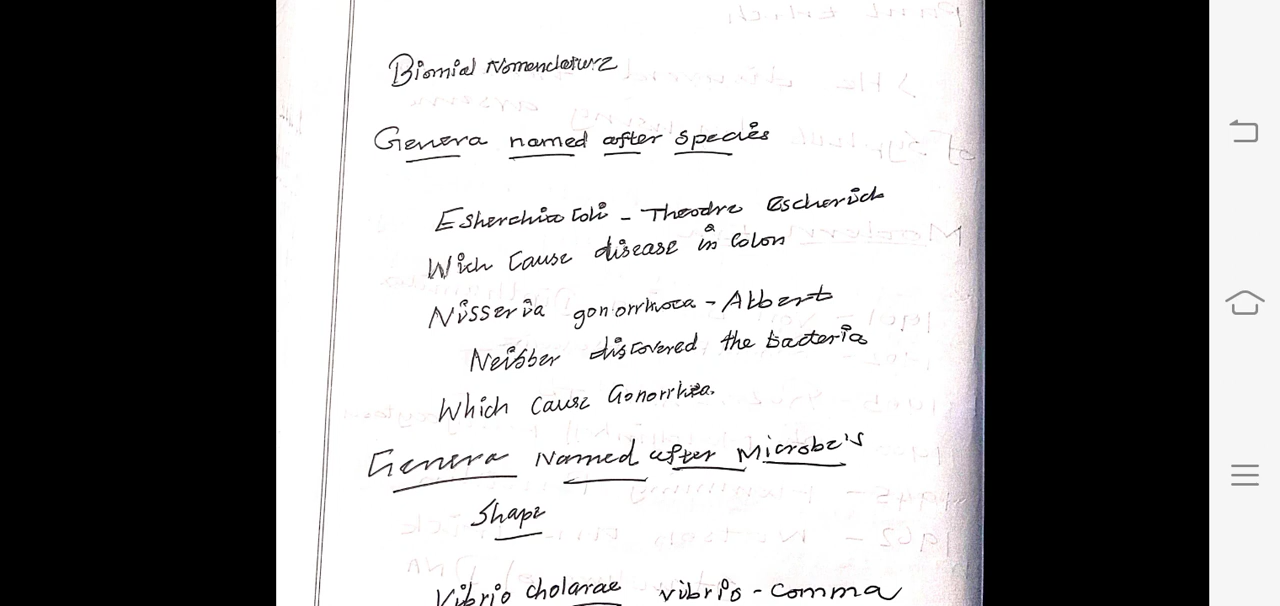 Biomial Nomenclature
Genera named after species
Esherchia Coli - Theodre Escherich
Wich Cause disease in Colon
Nisseria gonorrhoea - Albert
Neisber discovered the bacteria
Which Cause Gonorrhea.
Genera Named after Microbe's
Shape
Vibrio cholarae vibrio - comma